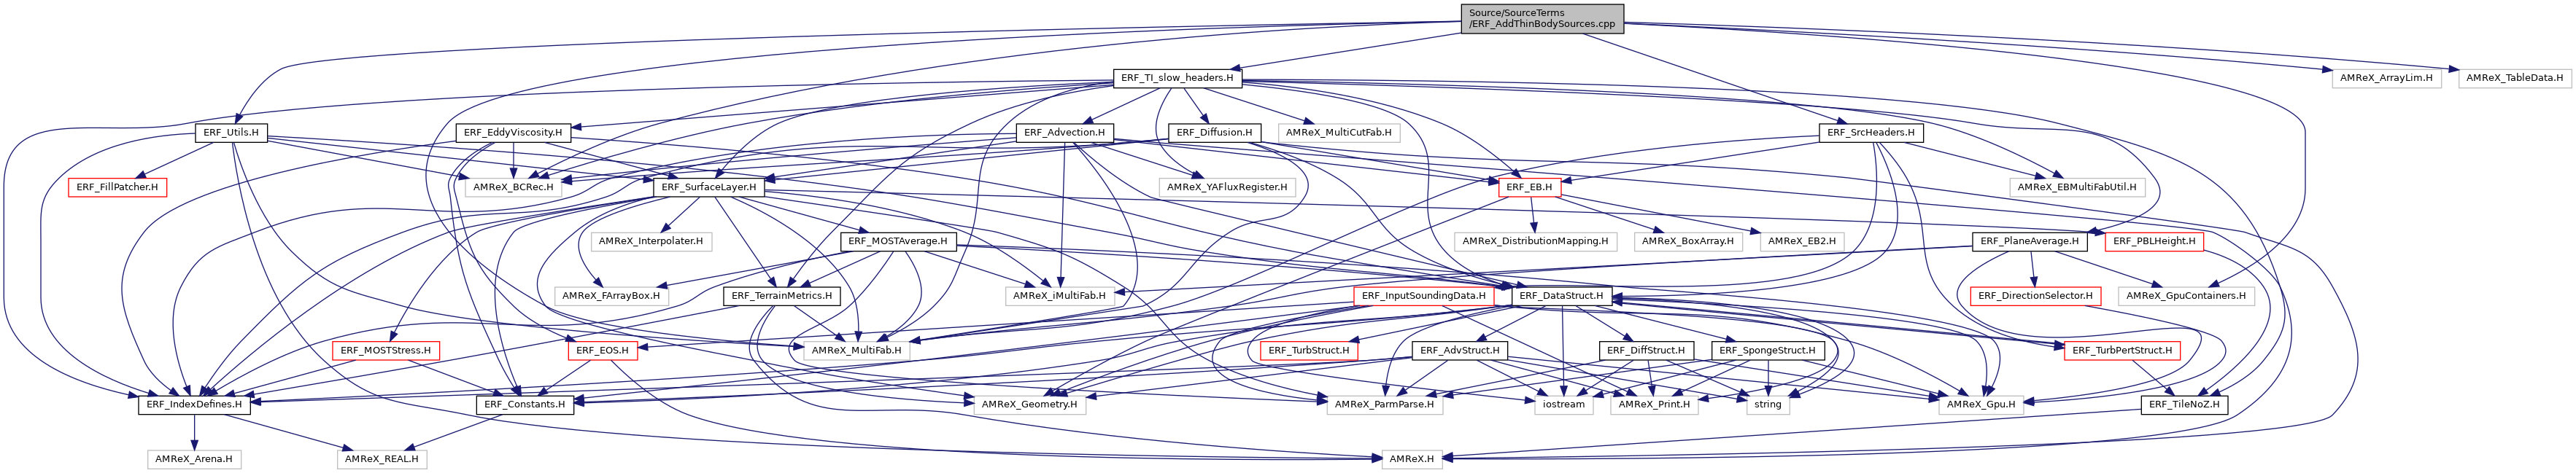 Source/SourceTerms
/ERF_AddThinBodySources.cpp
ERF_TI_slow_headers.H
AMReX_ArrayLim.H
AMReX_TableData.H
ERF_Utils.H
ERF_EddyViscosity.H
ERF_Advection.H
ERF_Diffusion.H
AMReX_MultiCutFab.H
ERF_SrcHeaders.H
ERF_FillPatcher.H
AMReX_BCRec.H
ERF_SurfaceLayer.H
AMReX_YAFluxRegister.H
ERF_EB.H
AMReX_EBMultiFabUtil.H
AMReX_Interpolater.H
ERF_MOSTAverage.H
AMReX_DistributionMapping.H
AMReX_BoxArray.H
AMReX_EB2.H
ERF_PlaneAverage.H
ERF_PBLHeight.H
AMReX_FArrayBox.H
ERF_TerrainMetrics.H
AMReX_iMultiFab.H
ERF_InputSoundingData.H
ERF_DataStruct.H
ERF_DirectionSelector.H
AMReX_GpuContainers.H
ERF_MOSTStress.H
ERF_EOS.H
AMReX_MultiFab.H
ERF_TurbStruct.H
ERF_AdvStruct.H
ERF_DiffStruct.H
ERF_SpongeStruct.H
ERF_TurbPertStruct.H
ERF_IndexDefines.H
ERF_Constants.H
AMReX_Geometry.H
AMReX_ParmParse.H
iostream
AMReX_Print.H
string
AMReX_Gpu.H
ERF_TileNoZ.H
AMReX_Arena.H
AMReX_REAL.H
AMReX.H